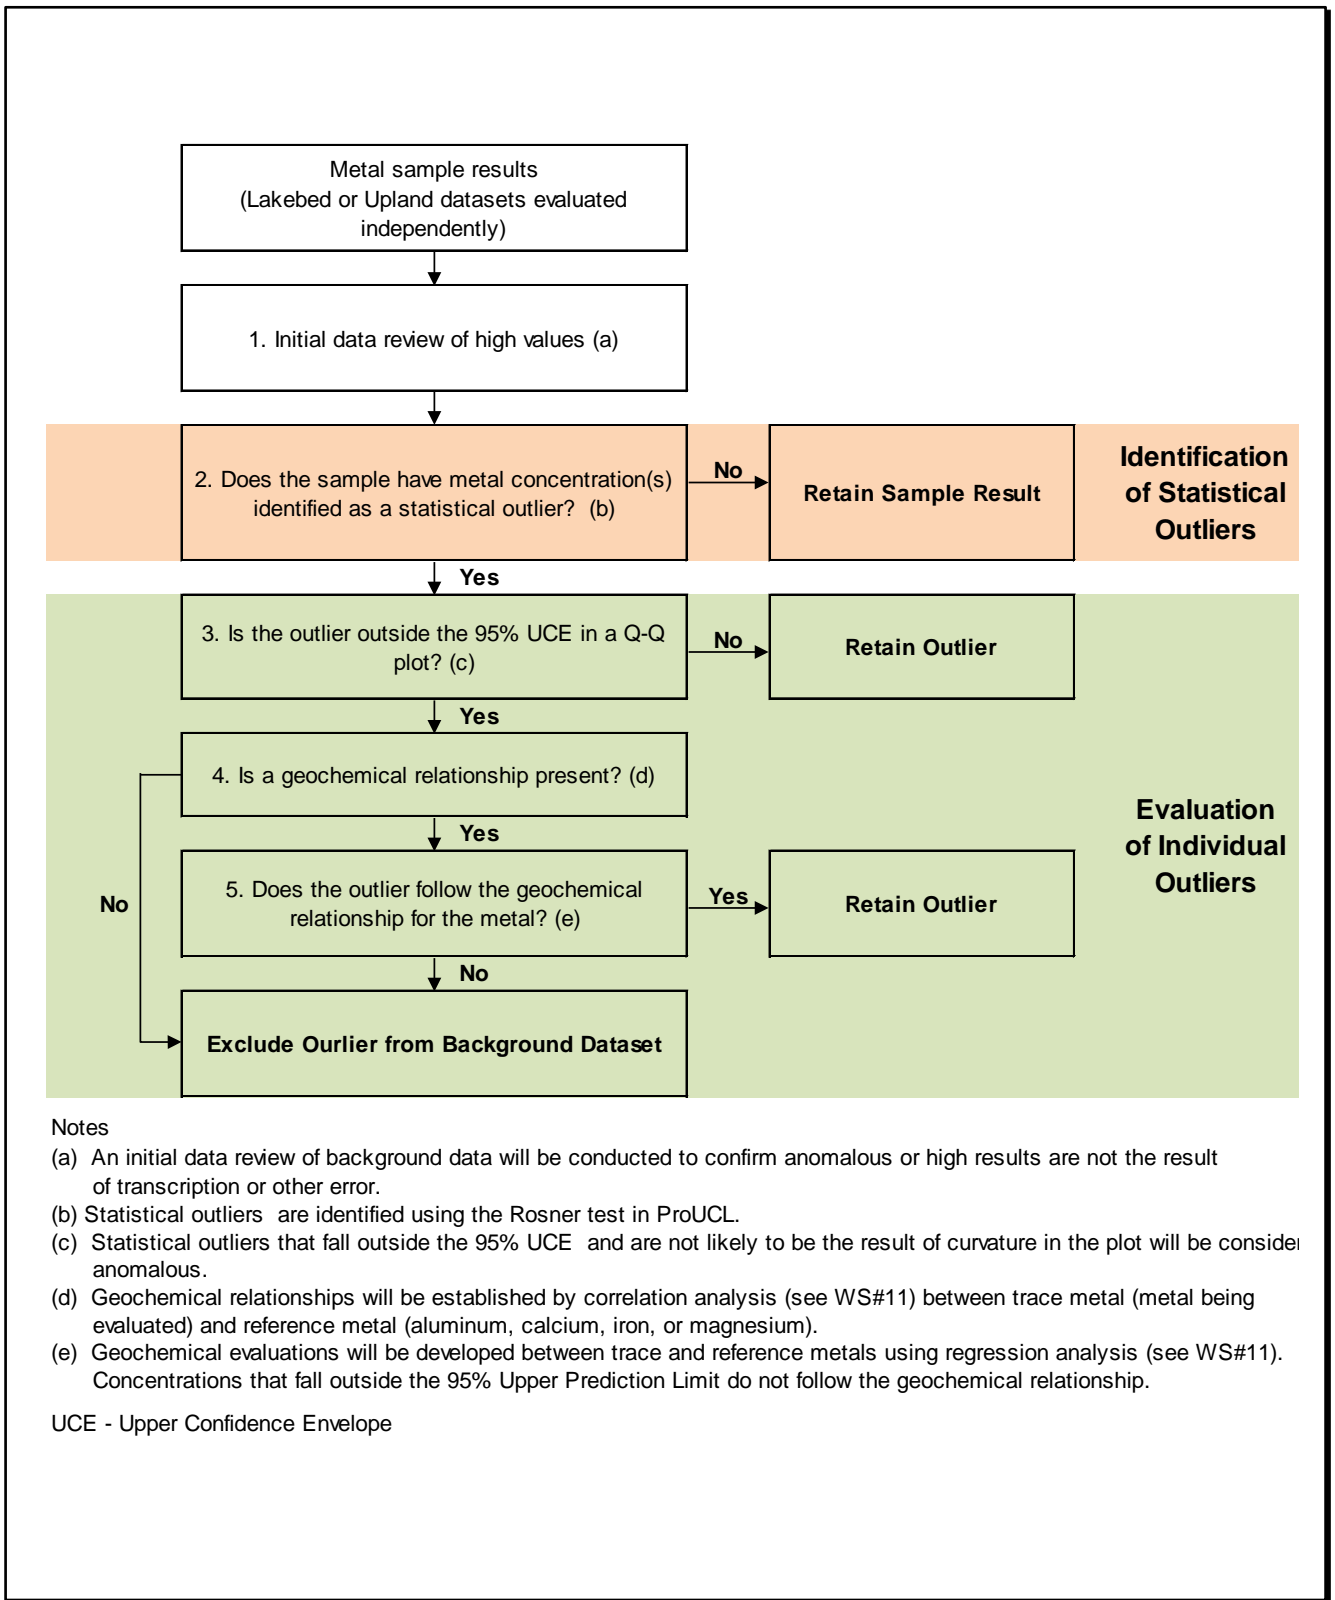 Metal sample results
(Lakebed or Upland datasets evaluated
independently)
1. Initial data review of high values (a)
2. Does the sample have metal concentration(s)
identified as a statistical outlier?  (b)
No
Retain Sample Result
Identification
of Statistical
Outliers
Yes
3. Is the outlier outside the 95% UCE in a Q-Q
plot? (c)
No
Retain Outlier
Yes
4. Is a geochemical relationship present? (d)
Yes
Evaluation
of Individual
Outliers
5. Does the outlier follow the geochemical
relationship for the metal? (e)
Yes
Retain Outlier
No
No
Exclude Ourlier from Background Dataset
Notes
(a) An initial data review of background data will be conducted to confirm anomalous or high results are not the result
of transcription or other error.
(b) Statistical outliers  are identified using the Rosner test in ProUCL.
(c) Statistical outliers that fall outside the 95% UCE  and are not likely to be the result of curvature in the plot will be consider
anomalous.
(d) Geochemical relationships will be established by correlation analysis (see WS#11) between trace metal (metal being
evaluated) and reference metal (aluminum, calcium, iron, or magnesium).
(e) Geochemical evaluations will be developed between trace and reference metals using regression analysis (see WS#11).
Concentrations that fall outside the 95% Upper Prediction Limit do not follow the geochemical relationship.
UCE - Upper Confidence Envelope